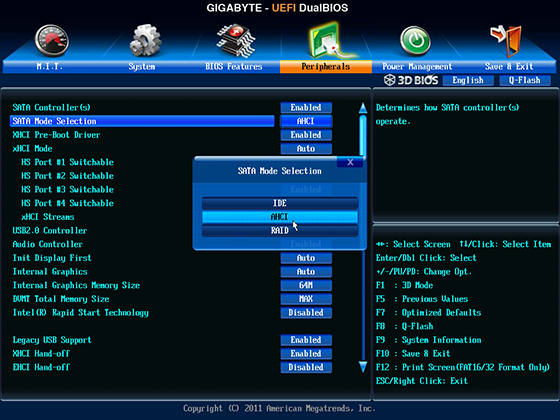 GIGABYTE - UEFI DualBIOS
M.I.T.
System
BIOS Features
Peripherals
Power Management
Save & Exit
3D BIOS
English
Q-Flash
SATA Controller(s) Enabled
SATA Mode Selection AHCI
XHCI Pre-Boot Driver Enabled
xHCI Mode Auto
HS Port #1 Switchable
HS Port #2 Switchable
HS Port #3 Switchable
HS Port #4 Switchable
xHCI Streams
USB2.0 Controller
Audio Controller Enabled
Init Display First Auto
Internal Graphics Auto
Internal Graphics Memory Size 64M
DVMT Total Memory Size MAX
Intel(R) Rapid Start Technology Disabled
Legacy USB Support Enabled
XHCI Hand-off Enabled
EHCI Hand-off Disabled
SATA Mode Selection
X
IDE
AHCI
RAID
Determines how SATA controller(s)
operate.
↔: Select Screen ↑↓/Click: Select Item
Enter/Dbl Click: Select
+/-/PU/PD: Change Opt.
F1 : 3D Mode
F5 : Previous Values
F7 : Optimized Defaults
F8 : Q-Flash
F9 : System Information
F10 : Save & Exit
F12 : Print Screen(FAT16/32 Format Only)
ESC/Right Click: Exit
Copyright (C) 2011 American Megatrends, Inc.